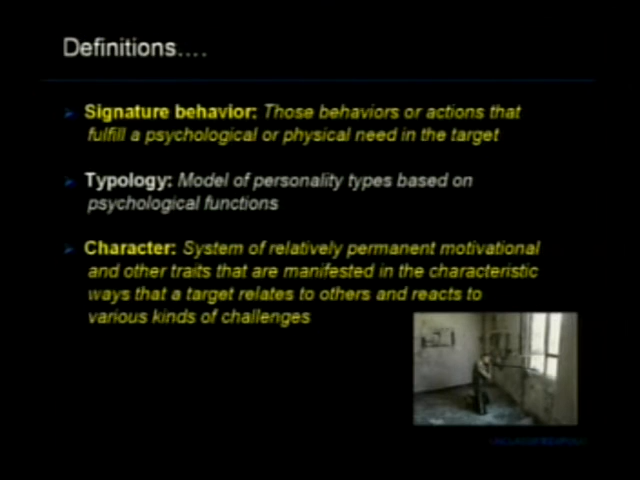 Definitions....
Signature behavior: Those behaviors or actions that
fulfill a psychological or physical need in the target
Typology: Model of personality types based on
psychological functions
Character: System of relatively permanent motivational
and other traits that are manifested in the characteristic
ways that a target relates to others and reacts to
various kinds of challenges